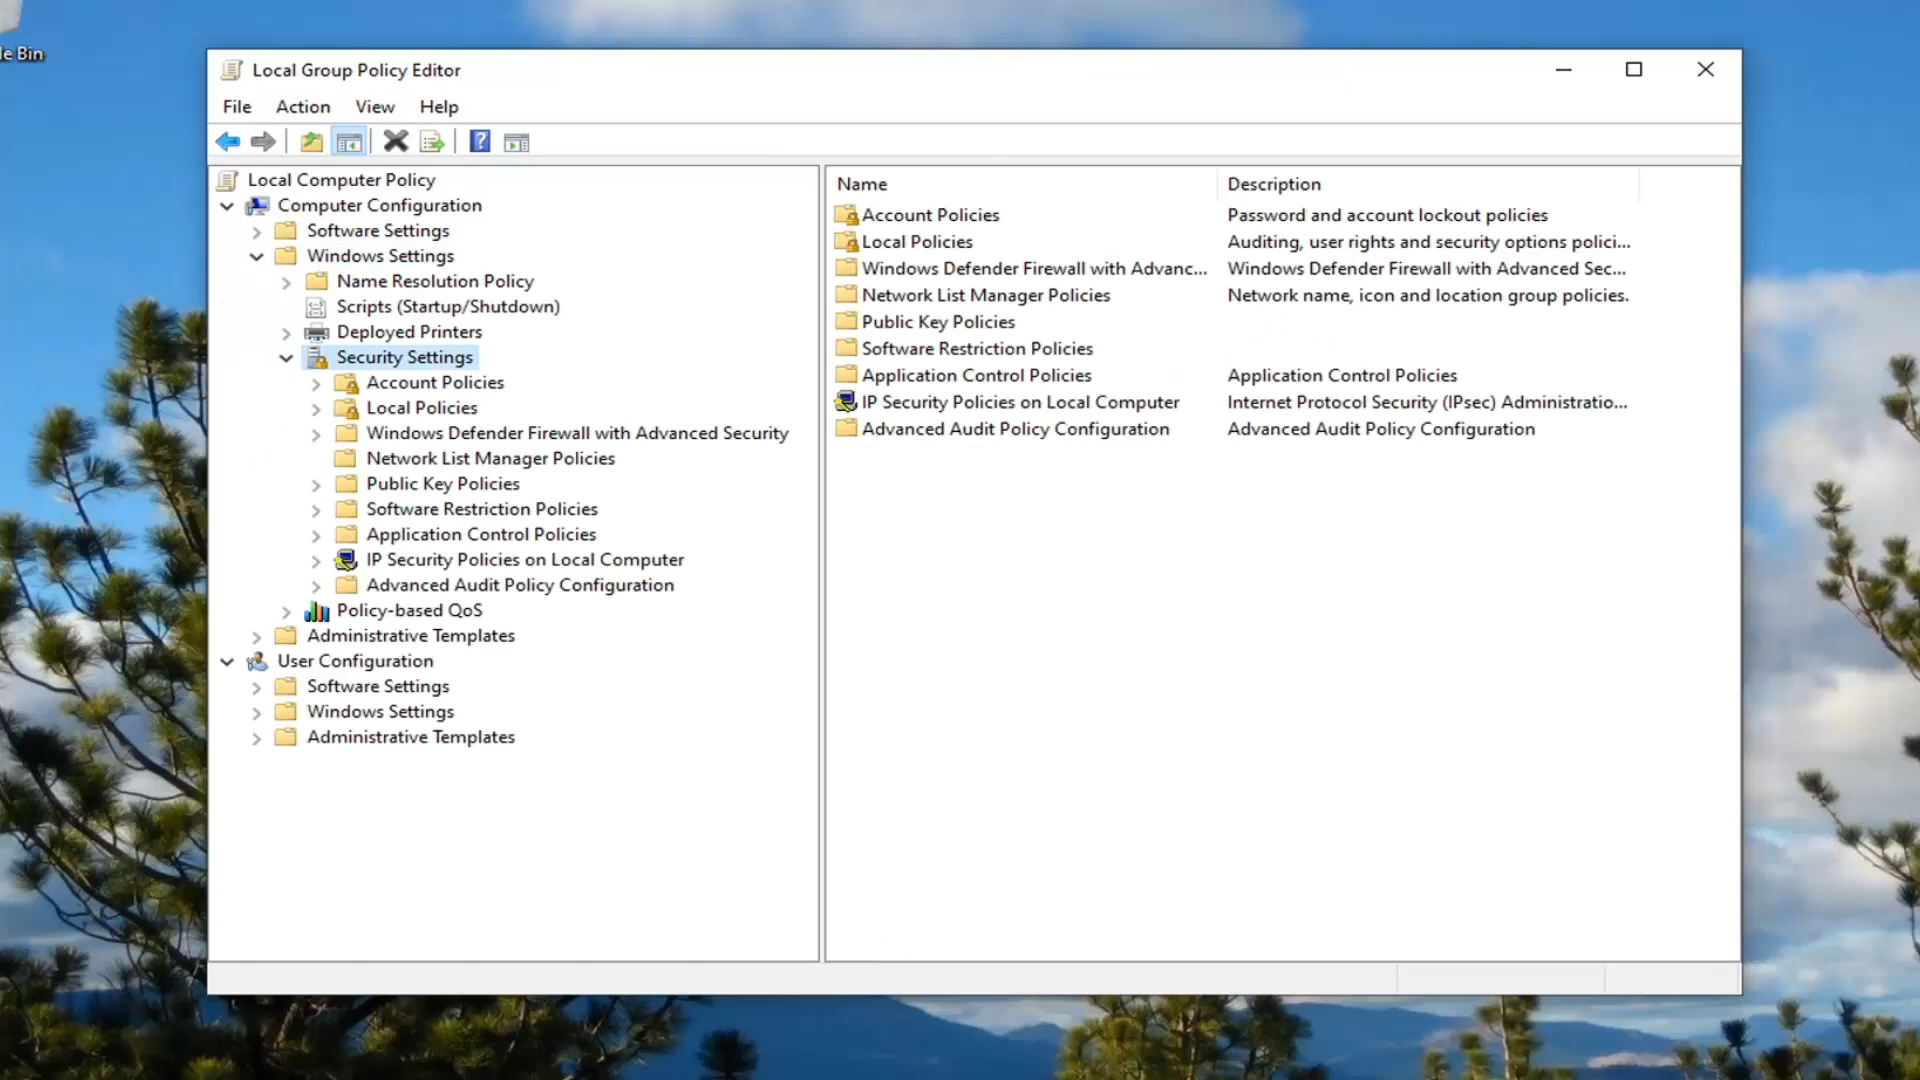 le Bin
Local Group Policy Editor
File Action View Help
Local Computer Policy
Computer Configuration
Software Settings
Windows Settings
Name Resolution Policy
Scripts (Startup/Shutdown)
Deployed Printers
Security Settings
Account Policies
Local Policies
Windows Defender Firewall with Advanced Security
Network List Manager Policies
Public Key Policies
Software Restriction Policies
Application Control Policies
IP Security Policies on Local Computer
Advanced Audit Policy Configuration
Policy-based QoS
Administrative Templates
User Configuration
Software Settings
Windows Settings
Administrative Templates
Name Description
Account Policies Password and account lockout policies
Local Policies Auditing, user rights and security options polici...
Windows Defender Firewall with Advanc... Windows Defender Firewall with Advanced Sec...
Network List Manager Policies Network name, icon and location group policies.
Public Key Policies
Software Restriction Policies
Application Control Policies Application Control Policies
IP Security Policies on Local Computer Internet Protocol Security (IPsec) Administratio...
Advanced Audit Policy Configuration Advanced Audit Policy Configuration